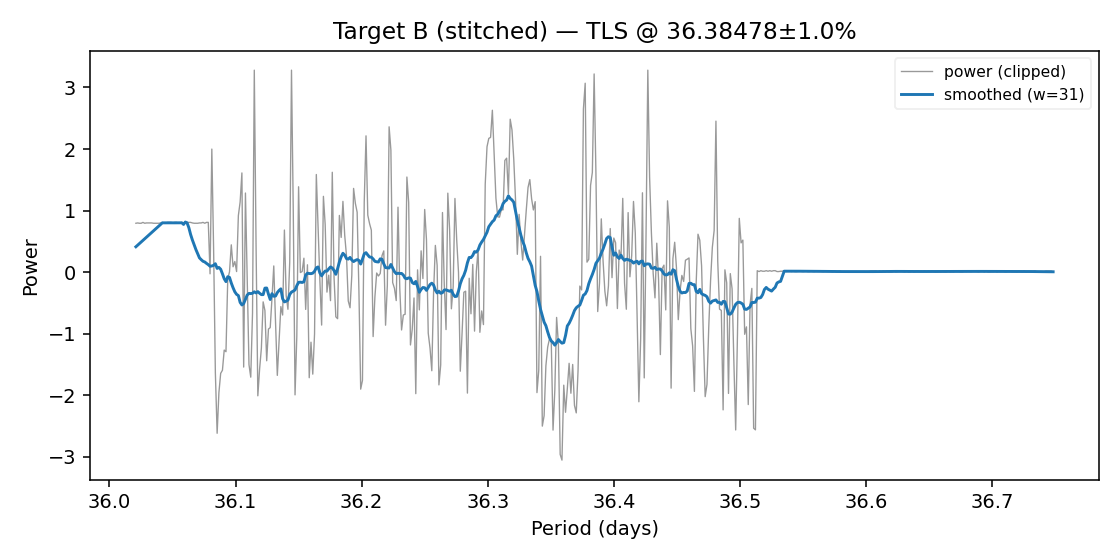 Target B (stitched) — TLS @ 36.38478±1.0%
power (clipped)
smoothed (w=31)
Power
3
2
1
0
−1
−2
−3
36.0 36.1 36.2 36.3 36.4 36.5 36.6 36.7
Period (days)